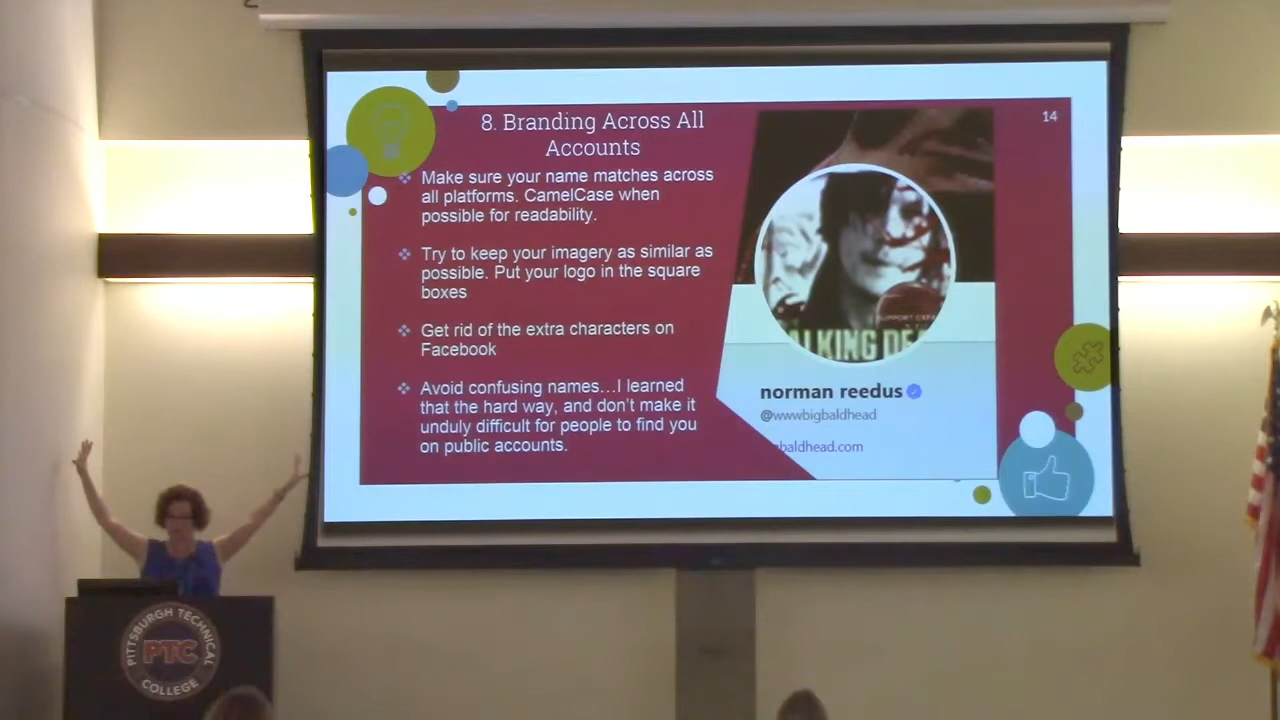 8. Branding Across All
Accounts
14
Make sure your name matches across
all platforms. CamelCase when
possible for readability.
Try to keep your imagery as similar as
possible. Put your logo in the square
boxes
Get rid of the extra characters on
Facebook
Avoid confusing names…I learned
that the hard way, and don't make it
unduly difficult for people to find you
on public accounts.
SUPPORT
ALKING DE
norman reedus
@wwwbigbaldhead
baldhead.com
PITTSBURGH TECHNICAL
PTC
COLLEGE